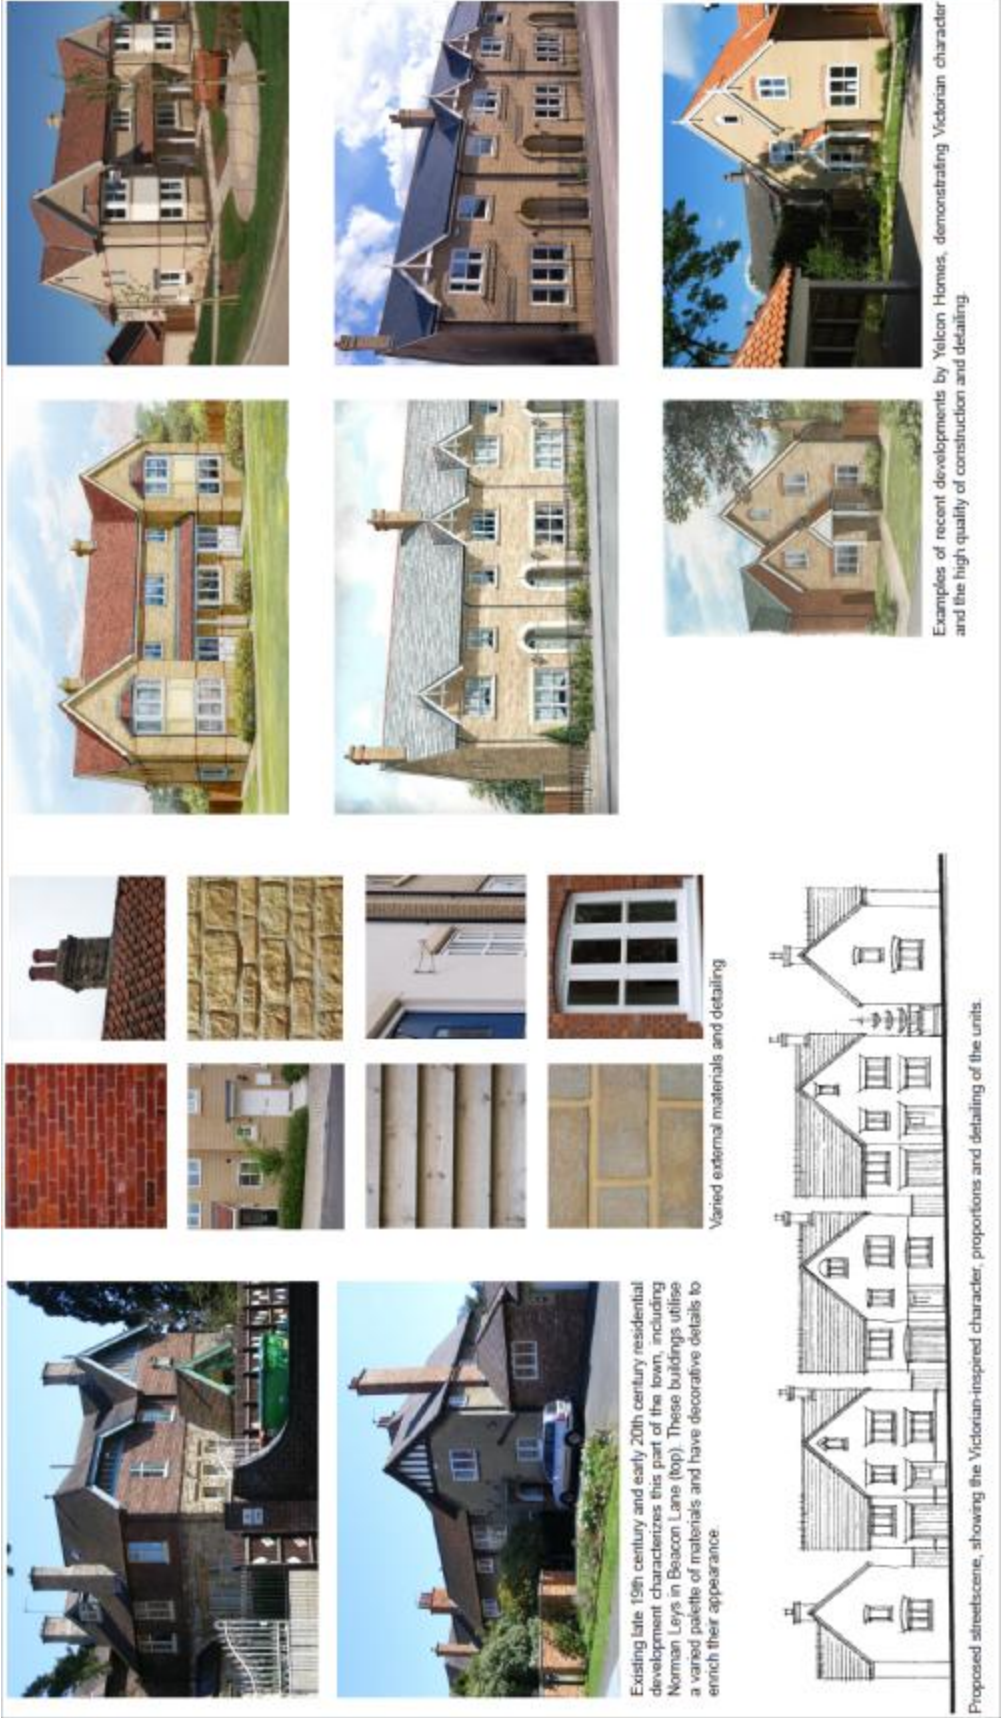 Existing late 19th century and early 20th century residential
development characterizes this part of the town, including
Norman Leys in Beacon Lane (top). These buildings utilise
a varied palette of materials and have decorative details to
enrich their appearance.
Varied external materials and detailing
Examples of recent developments by Yelcon Homes, demonstrating Victorian character
and the high quality of construction and detailing.
Proposed streetscene, showing the Victorian-inspired character, proportions and detailing of the units.